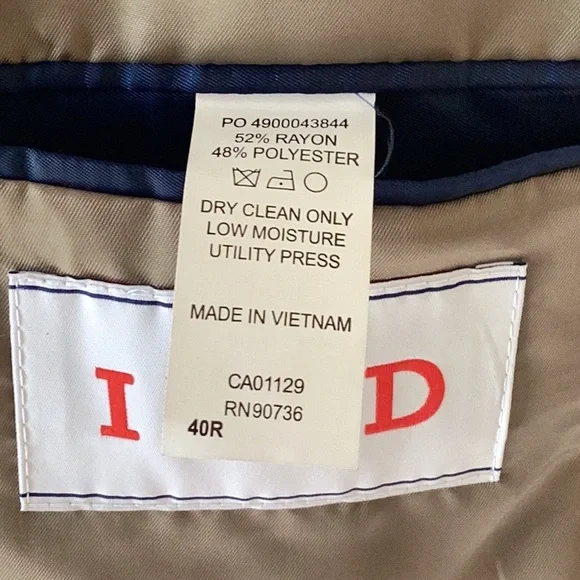 PO 4900043844
52% RAYON
48% POLYESTER
DRY CLEAN ONLY
LOW MOISTURE
UTILITY PRESS
MADE IN VIETNAM
CA01129
RN90736
40R
I D